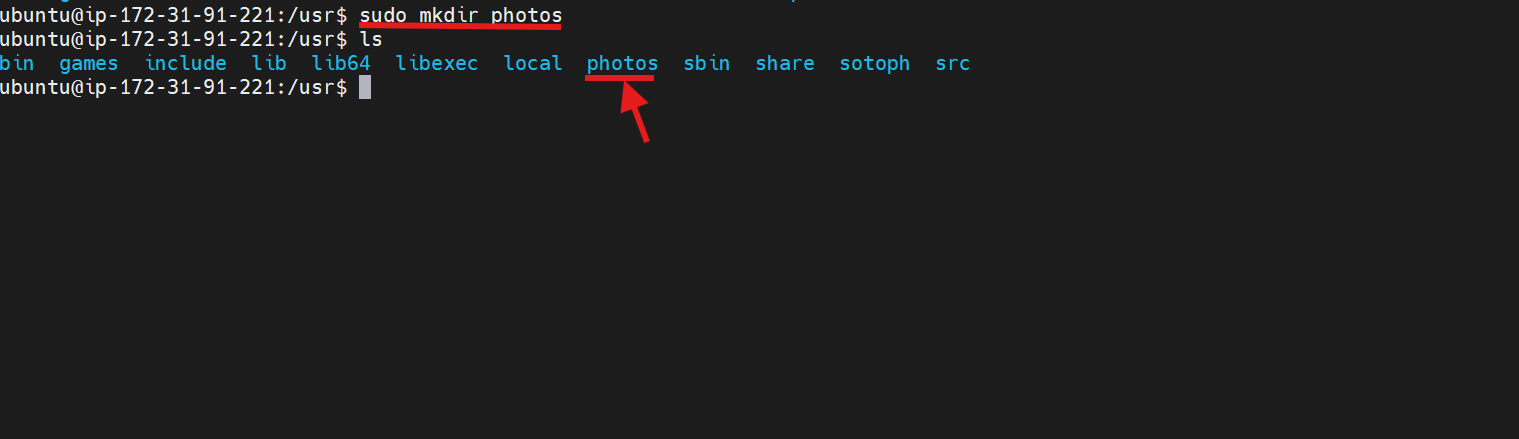 ubuntu@ip-172-31-91-221:/usr$ sudo mkdir photos
ubuntu@ip-172-31-91-221:/usr$ ls
bin  games  include  lib  lib64  libexec  local  photos  sbin  share  sotoph  src
ubuntu@ip-172-31-91-221:/usr$